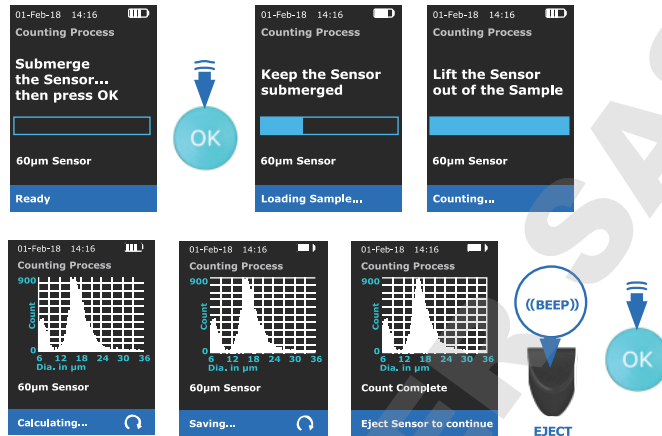 01-Feb-18 14:16
Counting Process
Submerge
the Sensor...
then press OK
60µm Sensor
Ready
OK
01-Feb-18 14:16
Counting Process
Keep the Sensor
submerged
60µm Sensor
Loading Sample...
01-Feb-18 14:16
Counting Process
Lift the Sensor
out of the Sample
60µm Sensor
Counting...
01-Feb-18 14:16
Counting Process
900
Count
0
6 12 18 24 30 36
Dia. in µm
60µm Sensor
Calculating...
01-Feb-18 14:16
Counting Process
900
Count
0
6 12 18 24 30 36
Dia. in µm
60µm Sensor
Saving...
01-Feb-18 14:16
Counting Process
900
Count
0
6 12 18 24 30 36
Dia. in µm
Count Complete
Eject Sensor to continue
((BEEP))
EJECT
OK